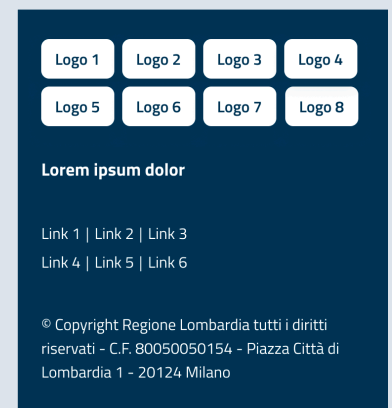 Logo 1 Logo 2 Logo 3 Logo 4
Logo 5 Logo 6 Logo 7 Logo 8
Lorem ipsum dolor
Link 1 | Link 2 | Link 3
Link 4 | Link 5 | Link 6
© Copyright Regione Lombardia tutti i diritti
riservati - C.F. 80050050154 - Piazza Città di
Lombardia 1 - 20124 Milano